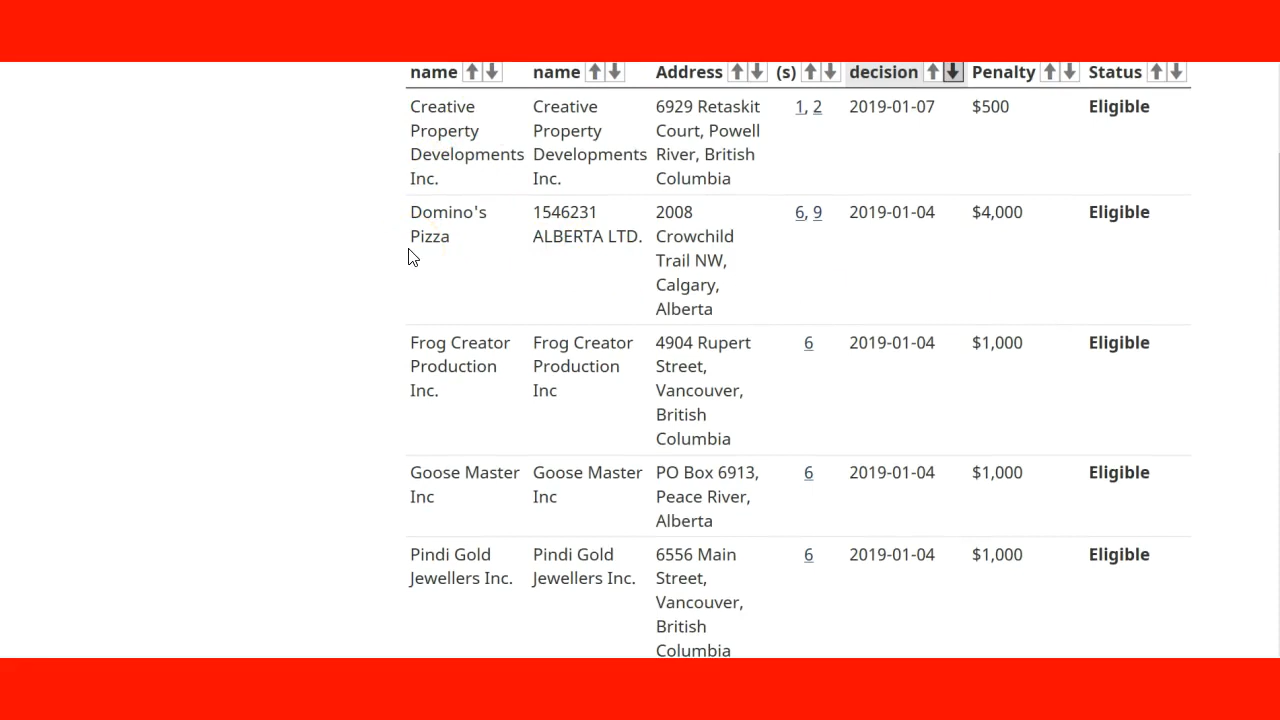 name name Address (s) decision Penalty Status
Creative Creative 6929 Retaskit 1, 2 2019-01-07 $500 Eligible
Property Property Court, Powell
Developments Developments River, British
Inc. Inc. Columbia
Domino's 1546231 2008 6, 9 2019-01-04 $4,000 Eligible
Pizza ALBERTA LTD. Crowchild
Trail NW,
Calgary,
Alberta
Frog Creator Frog Creator 4904 Rupert 6 2019-01-04 $1,000 Eligible
Production Production Street,
Inc. Inc Vancouver,
British
Columbia
Goose Master Goose Master PO Box 6913, 6 2019-01-04 $1,000 Eligible
Inc Inc Peace River,
Alberta
Pindi Gold Pindi Gold 6556 Main 6 2019-01-04 $1,000 Eligible
Jewellers Inc. Jewellers Inc. Street,
Vancouver,
British
Columbia